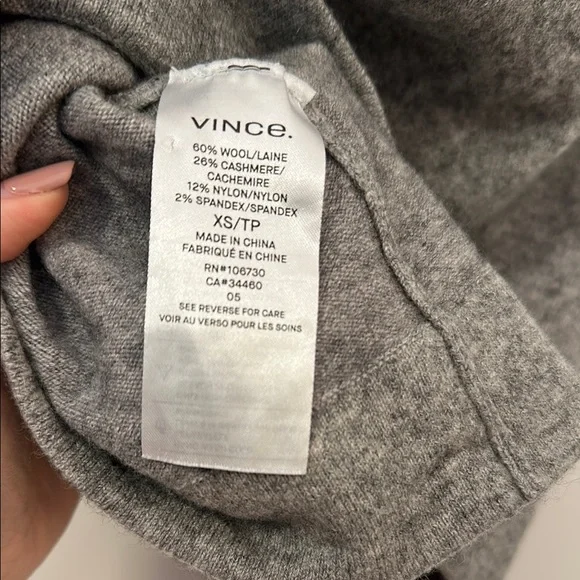 VINCE.
60% WOOL/LAINE
26% CASHMERE/
CACHEMIRE
12% NYLON/NYLON
2% SPANDEX/SPANDEX
XS/TP
MADE IN CHINA
FABRIQUÉ EN CHINE
RN#106730
CA#34460
05
SEE REVERSE FOR CARE
VOIR AU VERSO POUR LES SOINS